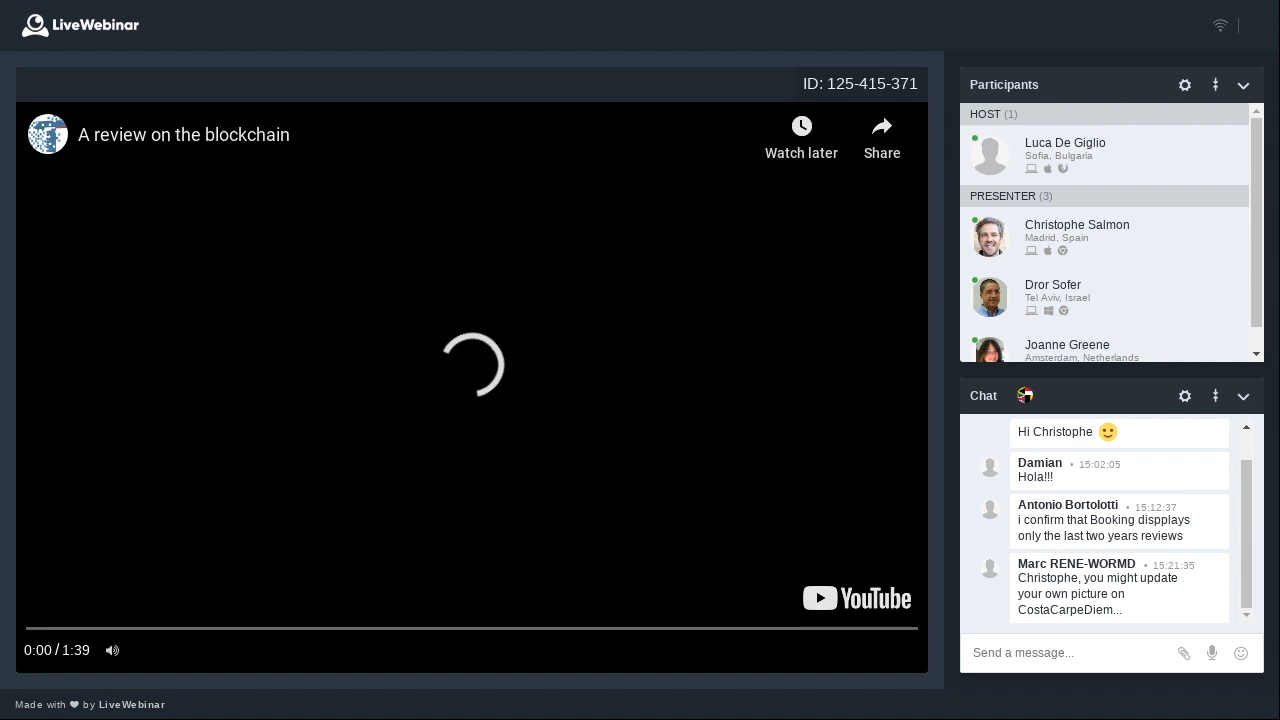 LiveWebinar
ID: 125-415-371
A review on the blockchain
Watch later
Share
YouTube
0:00 / 1:39
Participants
HOST (1)
Luca De Giglio
Sofia, Bulgaria
PRESENTER (3)
Christophe Salmon
Madrid, Spain
Dror Sofer
Tel Aviv, Israel
Joanne Greene
Amsterdam, Netherlands
Chat
Hi Christophe
Damian • 15:02:05
Hola!!!
Antonio Bortolotti • 15:12:37
i confirm that Booking dispplays
only the last two years reviews
Marc RENE-WORMD • 15:21:35
Christophe, you might update
your own picture on
CostaCarpeDiem...
Send a message...
Made with ❤ by LiveWebinar